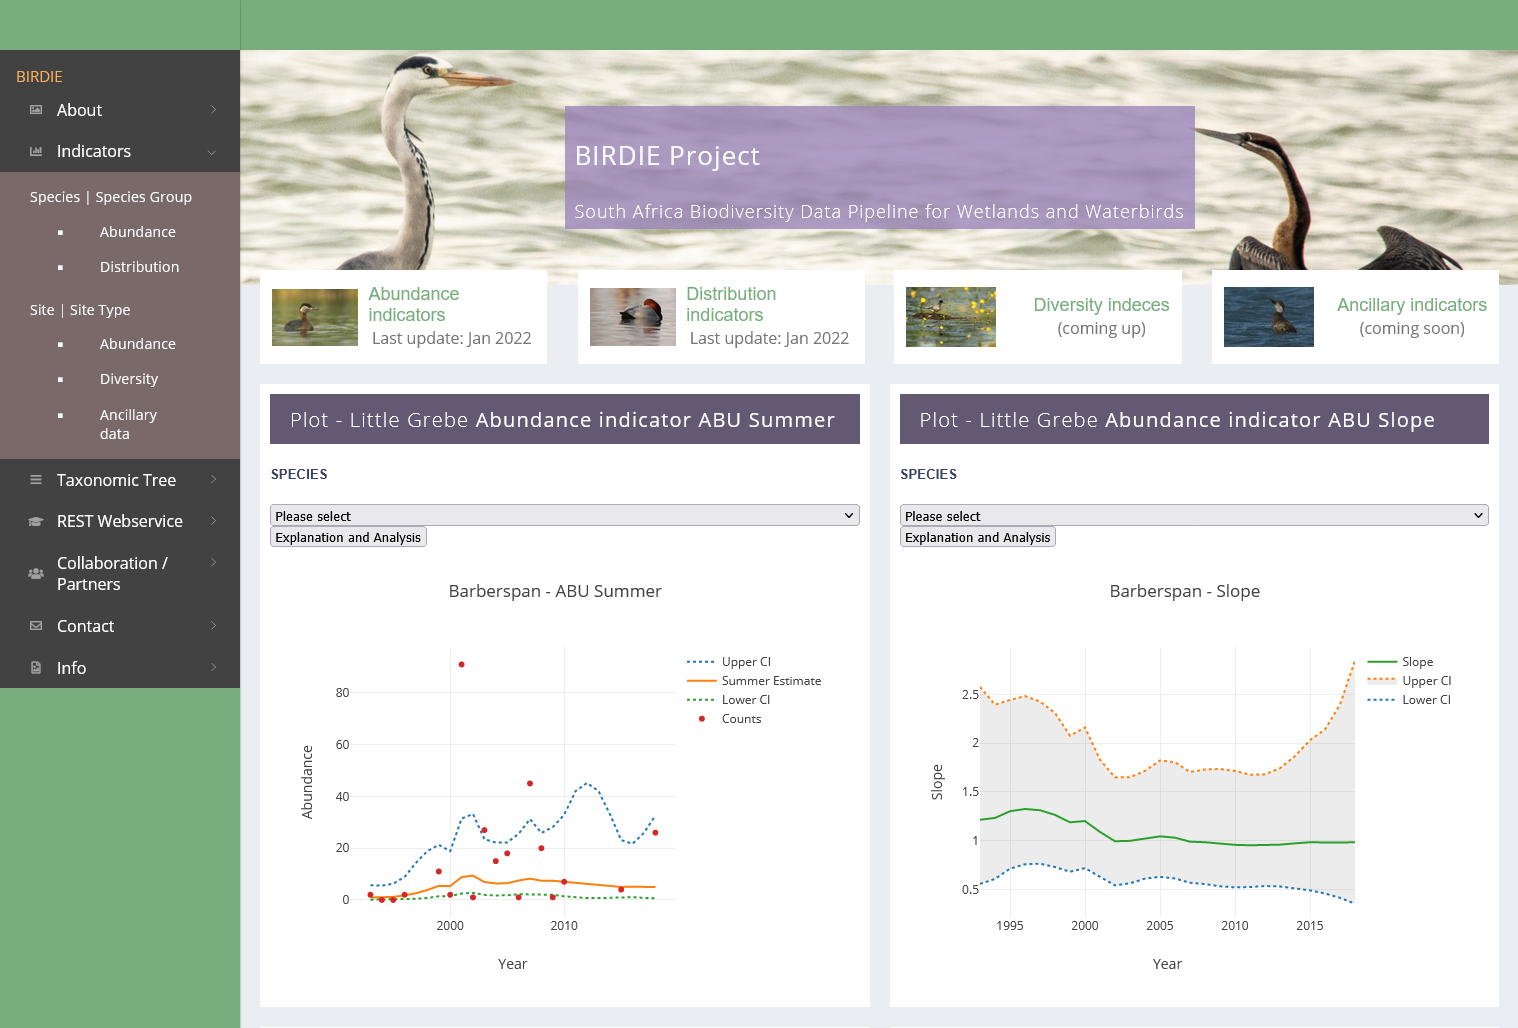 BIRDIE
About
Indicators
Species | Species Group
Abundance
Distribution
Site | Site Type
Abundance
Diversity
Ancillary
data
Taxonomic Tree
REST Webservice
Collaboration /
Partners
Contact
Info
BIRDIE Project
South Africa Biodiversity Data Pipeline for Wetlands and Waterbirds
Abundance
indicators
Last update: Jan 2022
Distribution
indicators
Last update: Jan 2022
Diversity indeces
(coming up)
Ancillary indicators
(coming soon)
Plot - Little Grebe Abundance indicator ABU Summer
SPECIES
Please select
Explanation and Analysis
Barberspan - ABU Summer
Upper CI
Summer Estimate
Lower CI
Counts
80
60
40
20
0
Abundance
2000
2010
Year
Plot - Little Grebe Abundance indicator ABU Slope
SPECIES
Please select
Explanation and Analysis
Barberspan - Slope
Slope
Upper CI
Lower CI
2.5
2
1.5
1
0.5
Slope
1995
2000
2005
2010
2015
Year